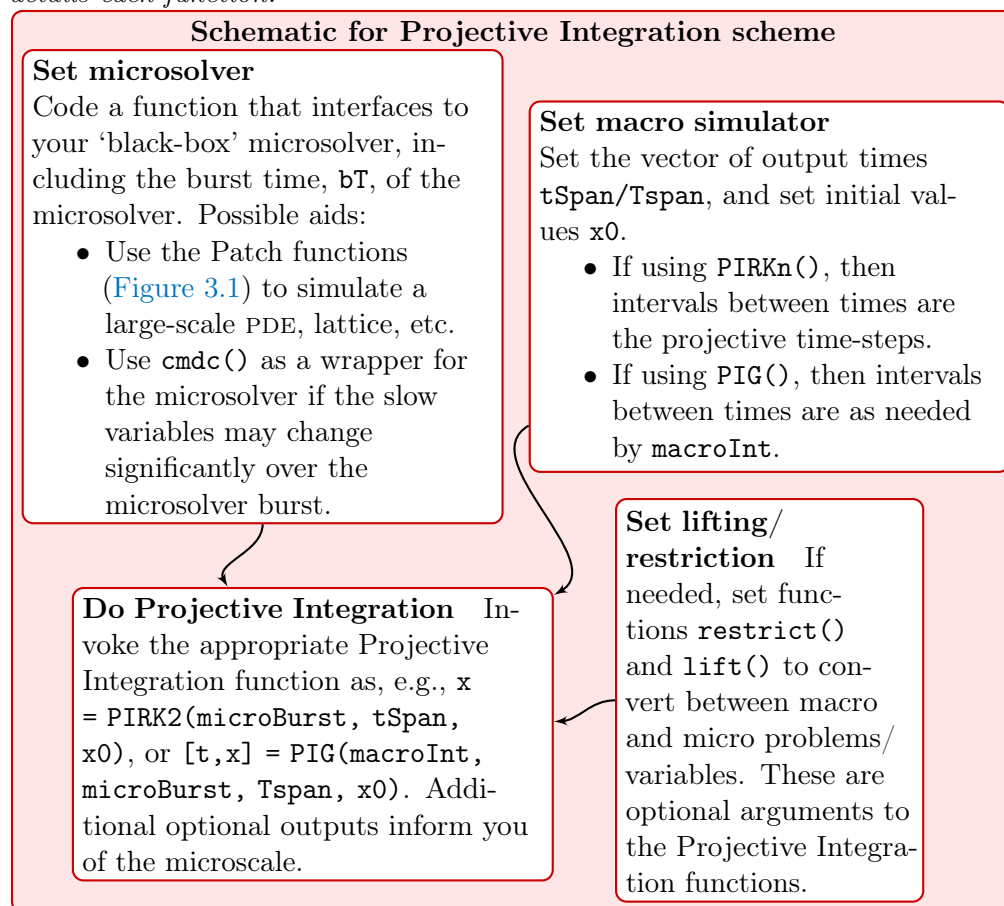 details each function.
Schematic for Projective Integration scheme
Set microsolver
Code a function that interfaces to
your ‘black-box’ microsolver, in-
cluding the burst time, bT, of the
microsolver. Possible aids:
• Use the Patch functions
(Figure 3.1) to simulate a
large-scale PDE, lattice, etc.
• Use cmdc() as a wrapper for
the microsolver if the slow
variables may change
significantly over the
microsolver burst.
Set macro simulator
Set the vector of output times
tSpan/Tspan, and set initial val-
ues x0.
• If using PIRKn(), then
intervals between times are
the projective time-steps.
• If using PIG(), then intervals
between times are as needed
by macroInt.
Do Projective Integration In-
voke the appropriate Projective
Integration function as, e.g., x
= PIRK2(microBurst, tSpan,
x0), or [t,x] = PIG(macroInt,
microBurst, Tspan, x0). Addi-
tional optional outputs inform you
of the microscale.
Set lifting/
restriction If
needed, set func-
tions restrict()
and lift() to con-
vert between macro
and micro problems/
variables. These are
optional arguments to
the Projective Integra-
tion functions.